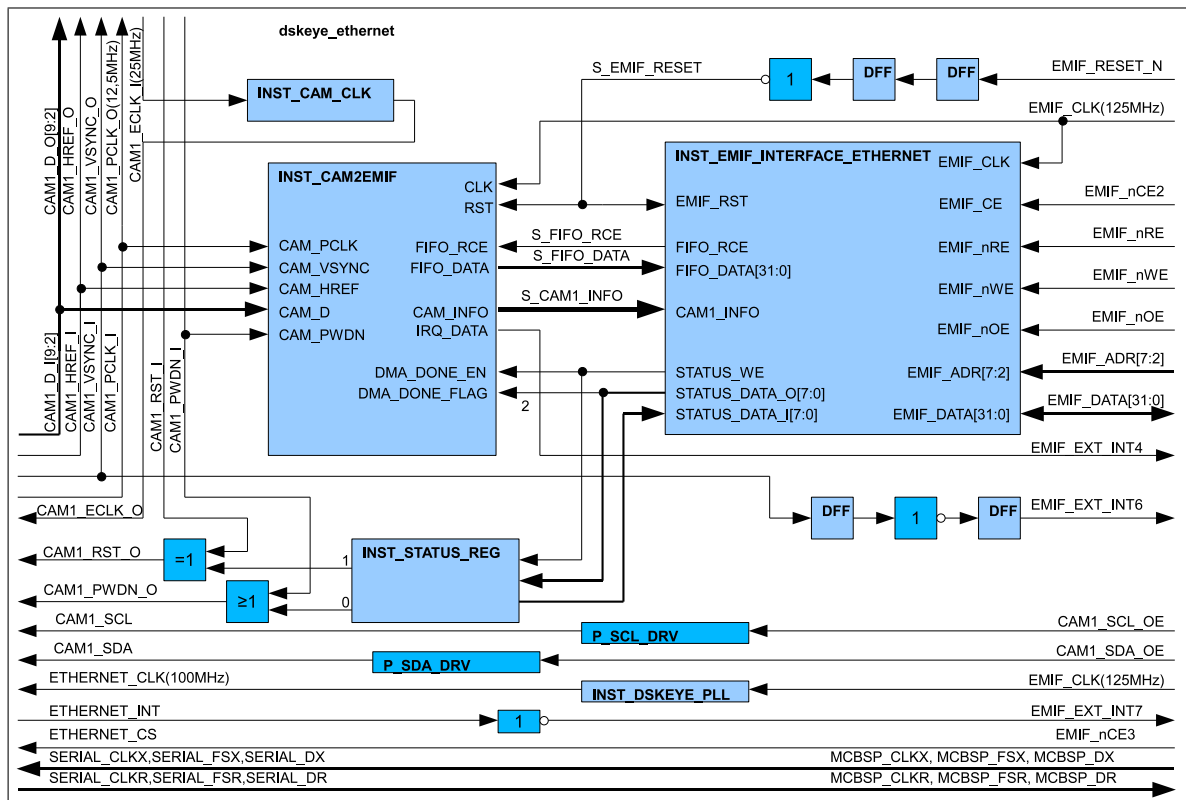 dskeye_ethernet
CAM1_D_O[9:2]
CAM1_HREF_O
CAM1_VSYNC_O
CAM1_PCLK_O(12,5MHz)
CAM1_ECLK_I(25MHz)
INST_CAM_CLK
S_EMIF_RESET
1
DFF
DFF
EMIF_RESET_N
EMIF_CLK(125MHz)
INST_CAM2EMIF
CLK
RST
CAM_PCLK
CAM_VSYNC
CAM_HREF
CAM_D
CAM_PWDN
FIFO_RCE
FIFO_DATA
CAM_INFO
IRQ_DATA
DMA_DONE_EN
DMA_DONE_FLAG
2
S_FIFO_RCE
S_FIFO_DATA
S_CAM1_INFO
INST_EMIF_INTERFACE_ETHERNET
EMIF_RST
FIFO_RCE
FIFO_DATA[31:0]
CAM1_INFO
STATUS_WE
STATUS_DATA_O[7:0]
STATUS_DATA_I[7:0]
EMIF_CLK
EMIF_CE
EMIF_nRE
EMIF_nWE
EMIF_nOE
EMIF_ADR[7:2]
EMIF_DATA[31:0]
EMIF_nCE2
EMIF_nRE
EMIF_nWE
EMIF_nOE
EMIF_ADR[7:2]
EMIF_DATA[31:0]
EMIF_EXT_INT4
CAM1_D_I[9:2]
CAM1_HREF_I
CAM1_VSYNC_I
CAM1_PCLK_I
CAM1_RST_I
CAM1_PWDN_I
DFF
1
DFF
EMIF_EXT_INT6
CAM1_ECLK_O
CAM1_RST_O
=1
1
INST_STATUS_REG
CAM1_PWDN_O
≥1
0
CAM1_SCL
P_SCL_DRV
CAM1_SCL_OE
CAM1_SDA
P_SDA_DRV
CAM1_SDA_OE
ETHERNET_CLK(100MHz)
INST_DSKEYE_PLL
EMIF_CLK(125MHz)
ETHERNET_INT
1
EMIF_EXT_INT7
ETHERNET_CS
EMIF_nCE3
SERIAL_CLKX,SERIAL_FSX,SERIAL_DX
MCBSP_CLKX, MCBSP_FSX, MCBSP_DX
SERIAL_CLKR,SERIAL_FSR,SERIAL_DR
MCBSP_CLKR, MCBSP_FSR, MCBSP_DR